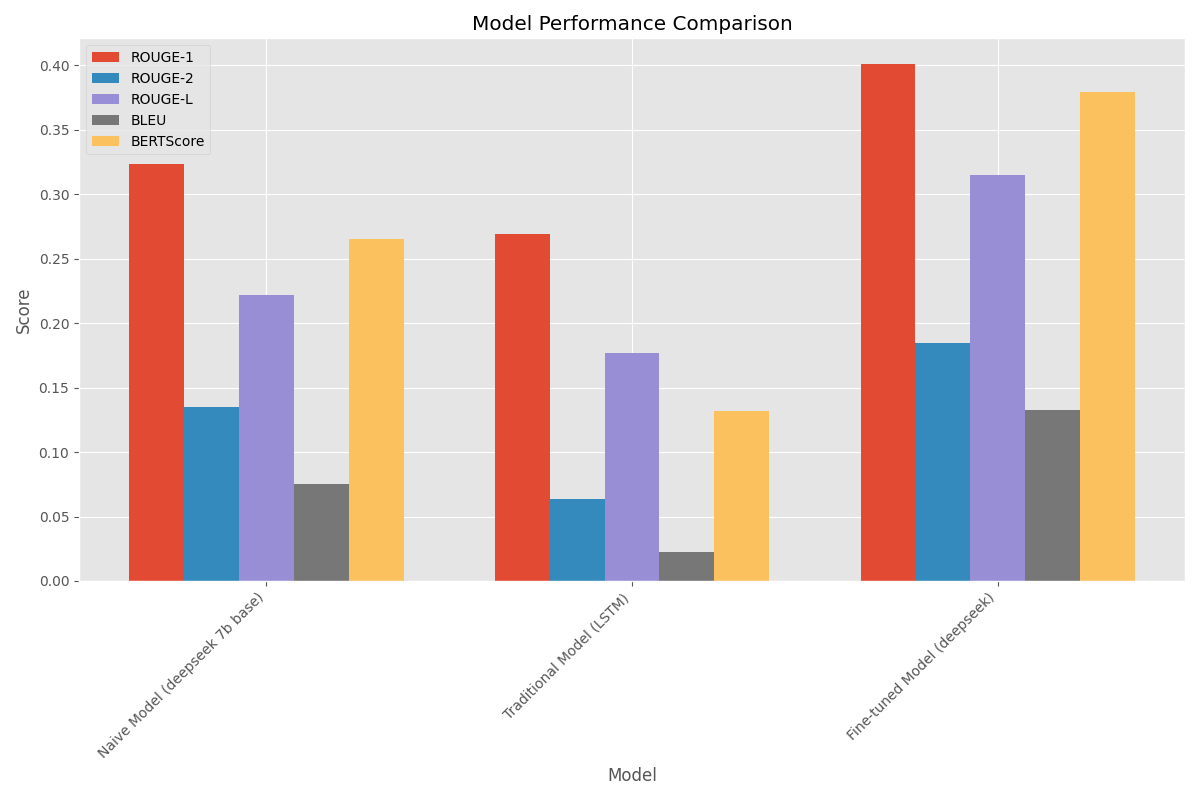 Model Performance Comparison
ROUGE-1
ROUGE-2
ROUGE-L
BLEU
BERTScore
Score
0.40
0.35
0.30
0.25
0.20
0.15
0.10
0.05
0.00
Naive Model (deepseek 7b base)
Traditional Model (LSTM)
Fine-tuned Model (deepseek)
Model